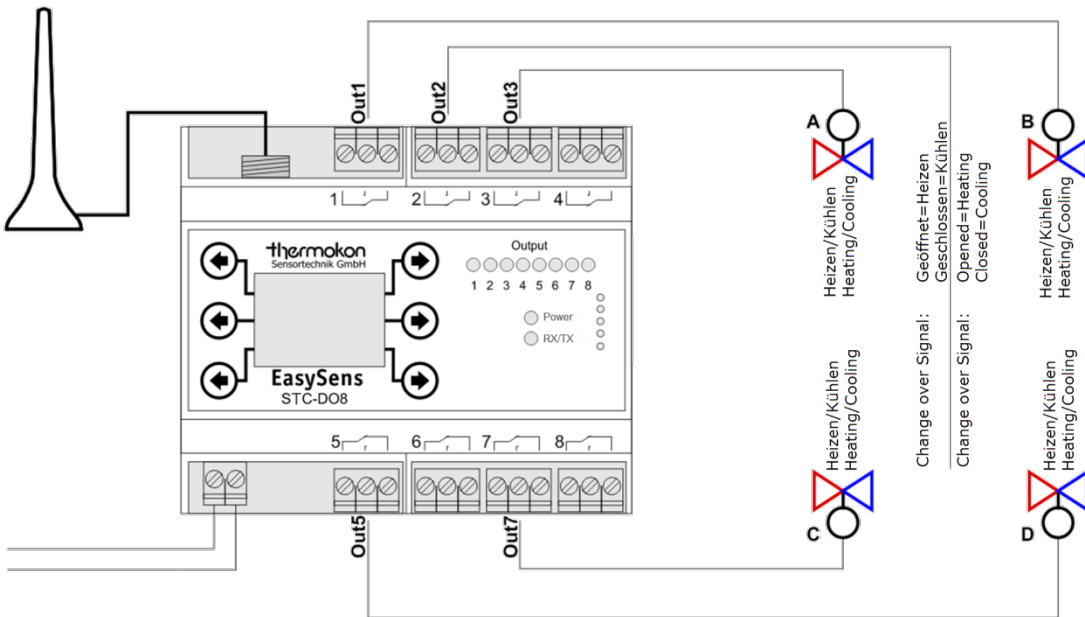 Out1
Out2
Out3
1
2
3
4
thermokon
Sensortechnik GmbH
Output
1 2 3 4 5 6 7 8
Power
RX/TX
EasySens
STC-DO8
5
6
7
8
Out5
Out7
A
Heizen/Kühlen
Heating/Cooling
B
Heizen/Kühlen
Heating/Cooling
Change over Signal: Geöffnet=Heizen
Geschlossen=Kühlen
Change over Signal: Opened=Heating
Closed=Cooling
Heizen/Kühlen
Heating/Cooling
C
Heizen/Kühlen
Heating/Cooling
D